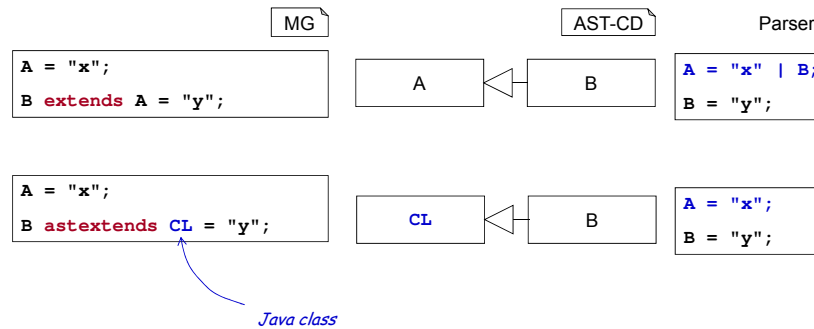 MG
AST-CD
Parser
A = "x";
B extends A = "y";
A
B
A = "x" | B;
B = "y";
A = "x";
B astextends CL = "y";
CL
B
A = "x";
B = "y";
Java class